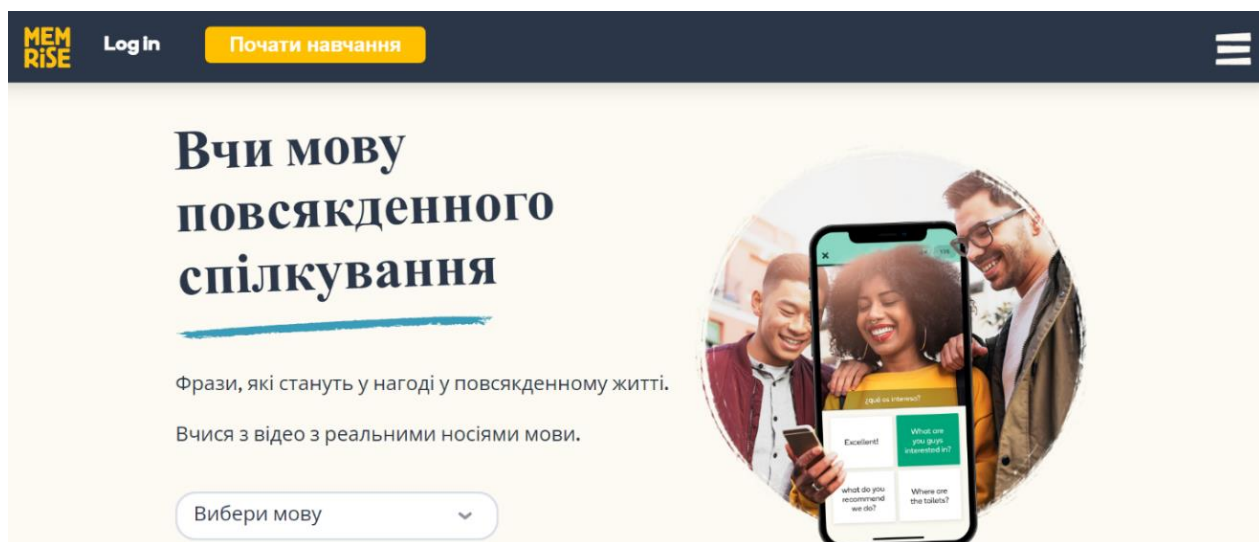 MEM
RiSE
Log in
Почати навчання
Вчи мову
повсякденного
спілкування
Фрази, які стануть у нагоді у повсякденному житті.
Вчися з відео з реальними носіями мови.
Вибери мову
¿qué os interesa?
Excellent!
What are
you guys
interested in?
what do you
recommend
we do?
Where are
the toilets?